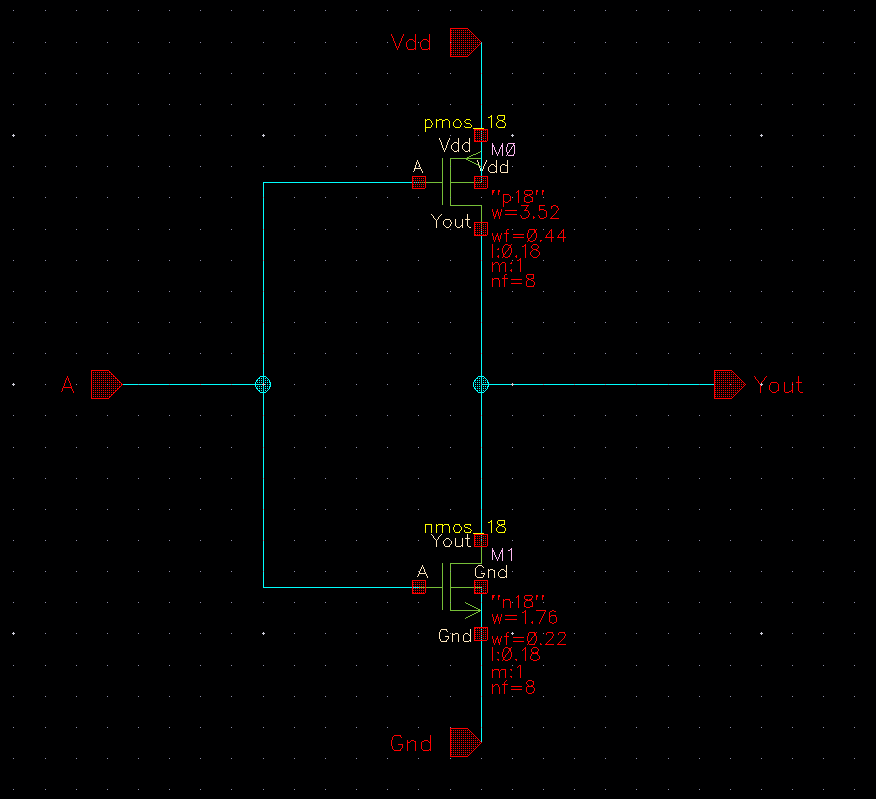 Vdd
pmos_18
Vdd
M0
A
Vdd
"p18"
w=3.52
Yout
wf=0.44
l:0.18
m:1
nf=8
A
Yout
nmos_18
Yout
M1
A
Gnd
"n18"
w=1.76
Gnd
wf=0.22
l:0.18
m:1
nf=8
Gnd